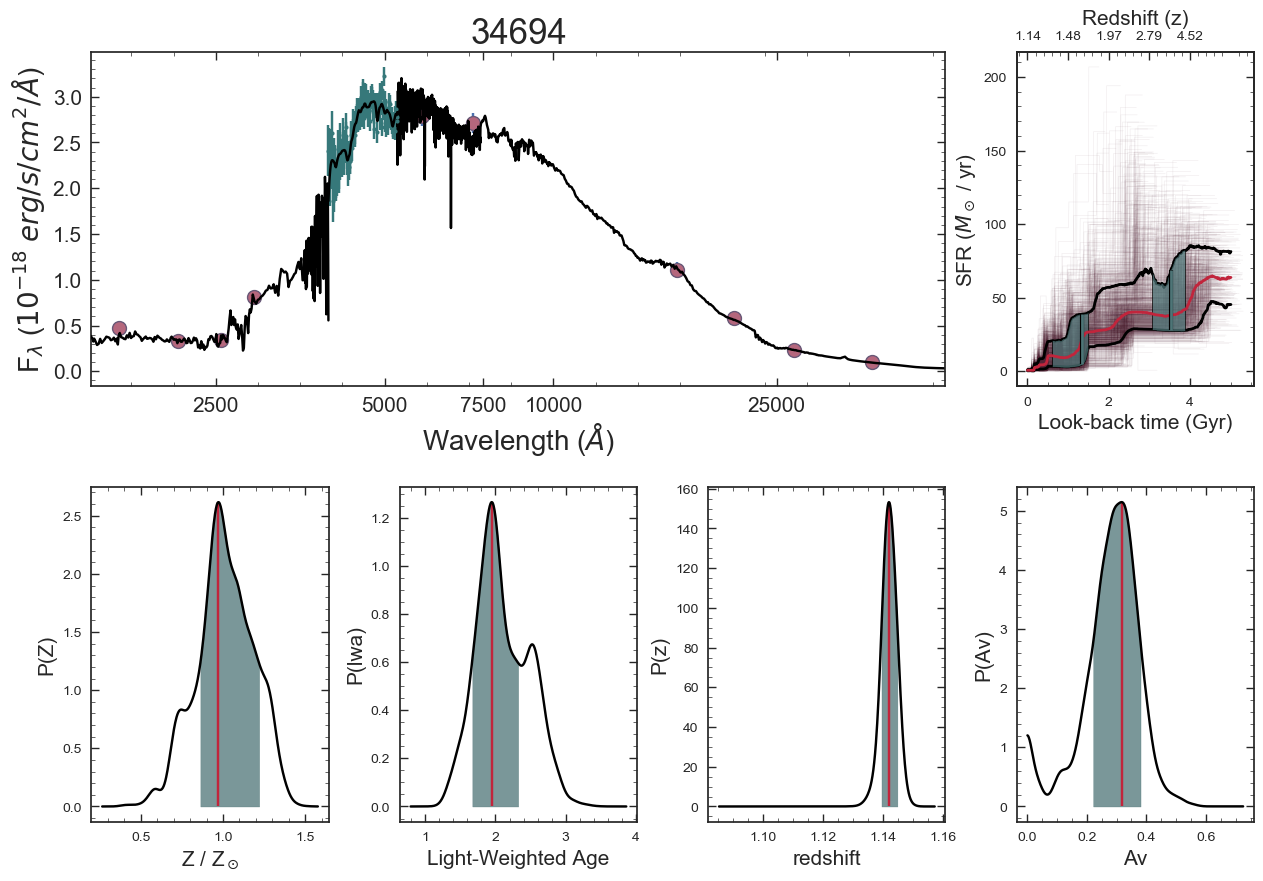 34694
F_λ (10^−18 erg/s/cm^2/Å)
3.0
2.5
2.0
1.5
1.0
0.5
0.0
2500 5000 7500 10000 25000
Wavelength (Å)
Redshift (z)
1.14 1.48 1.97 2.79 4.52
SFR (M_⊙ / yr)
200
150
100
50
0
0 2 4
Look-back time (Gyr)
P(Z)
2.5
2.0
1.5
1.0
0.5
0.0
0.5 1.0 1.5
Z / Z_⊙
P(lwa)
1.2
1.0
0.8
0.6
0.4
0.2
0.0
1 2 3 4
Light-Weighted Age
P(z)
160
140
120
100
80
60
40
20
0
1.10 1.12 1.14 1.16
redshift
P(Av)
5
4
3
2
1
0
0.0 0.2 0.4 0.6
Av